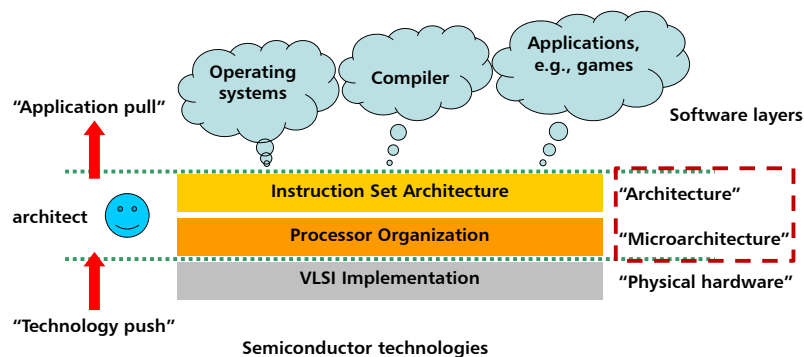 Operating
systems
Compiler
Applications,
e.g., games
“Application pull”
Software layers
Instruction Set Architecture
“Architecture”
architect
Processor Organization
“Microarchitecture”
VLSI Implementation
“Physical hardware”
“Technology push”
Semiconductor technologies